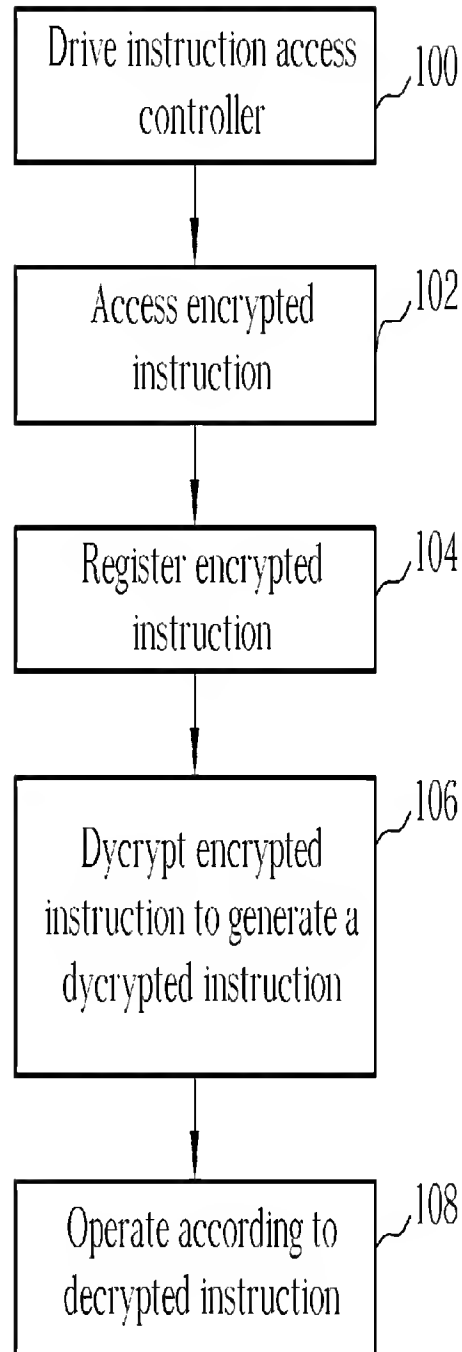 Drive instruction access
controller
100
Access encrypted
instruction
102
Register encrypted
instruction
104
Dycrypt encrypted
instruction to generate a
dycrypted instruction
106
Operate according to
decrypted instruction
108